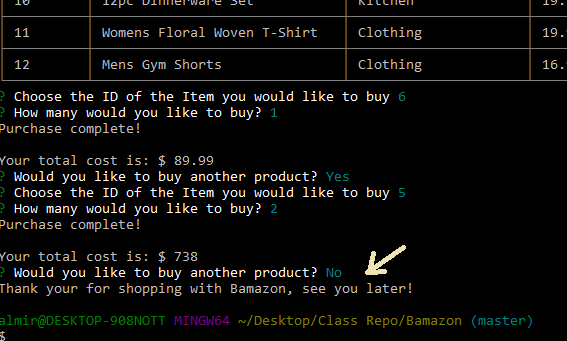 10 12pc Dinnerware Set Kitchen 19.
11 Womens Floral Woven T-Shirt Clothing 19.
12 Mens Gym Shorts Clothing 16.
? Choose the ID of the Item you would like to buy 6
? How many would you like to buy? 1
Purchase complete!
Your total cost is: $ 89.99
? Would you like to buy another product? Yes
? Choose the ID of the Item you would like to buy 5
? How many would you like to buy? 2
Purchase complete!
Your total cost is: $ 738
? Would you like to buy another product? No
Thank your for shopping with Bamazon, see you later!
almir@DESKTOP-908NOTT MINGW64 ~/Desktop/Class Repo/Bamazon (master)
$